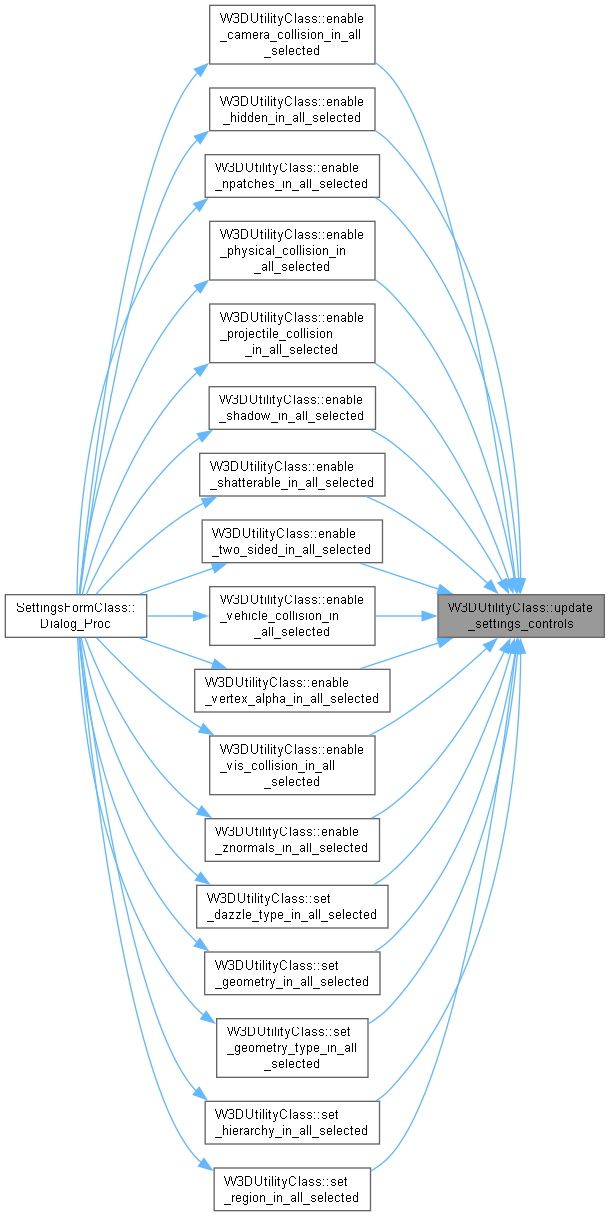 W3DUtilityClass::enable
_camera_collision_in_all
_selected
W3DUtilityClass::enable
_hidden_in_all_selected
W3DUtilityClass::enable
_npatches_in_all_selected
W3DUtilityClass::enable
_physical_collision_in
_all_selected
W3DUtilityClass::enable
_projectile_collision
_in_all_selected
W3DUtilityClass::enable
_shadow_in_all_selected
W3DUtilityClass::enable
_shatterable_in_all_selected
W3DUtilityClass::enable
_two_sided_in_all_selected
SettingsFormClass::
Dialog_Proc
W3DUtilityClass::enable
_vehicle_collision_in
_all_selected
W3DUtilityClass::update
_settings_controls
W3DUtilityClass::enable
_vertex_alpha_in_all_selected
W3DUtilityClass::enable
_vis_collision_in_all
_selected
W3DUtilityClass::enable
_znormals_in_all_selected
W3DUtilityClass::set
_dazzle_type_in_all_selected
W3DUtilityClass::set
_geometry_in_all_selected
W3DUtilityClass::set
_geometry_type_in_all
_selected
W3DUtilityClass::set
_hierarchy_in_all_selected
W3DUtilityClass::set
_region_in_all_selected